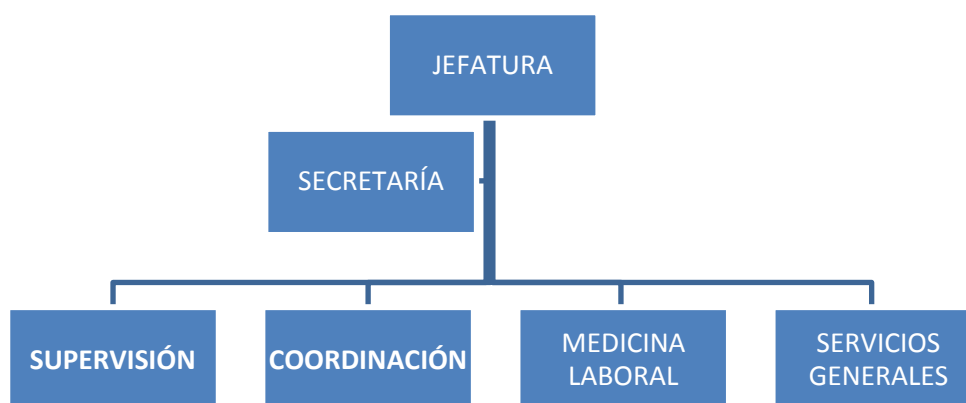 JEFATURA
SECRETARÍA
SUPERVISIÓN
COORDINACIÓN
MEDICINA
LABORAL
SERVICIOS
GENERALES